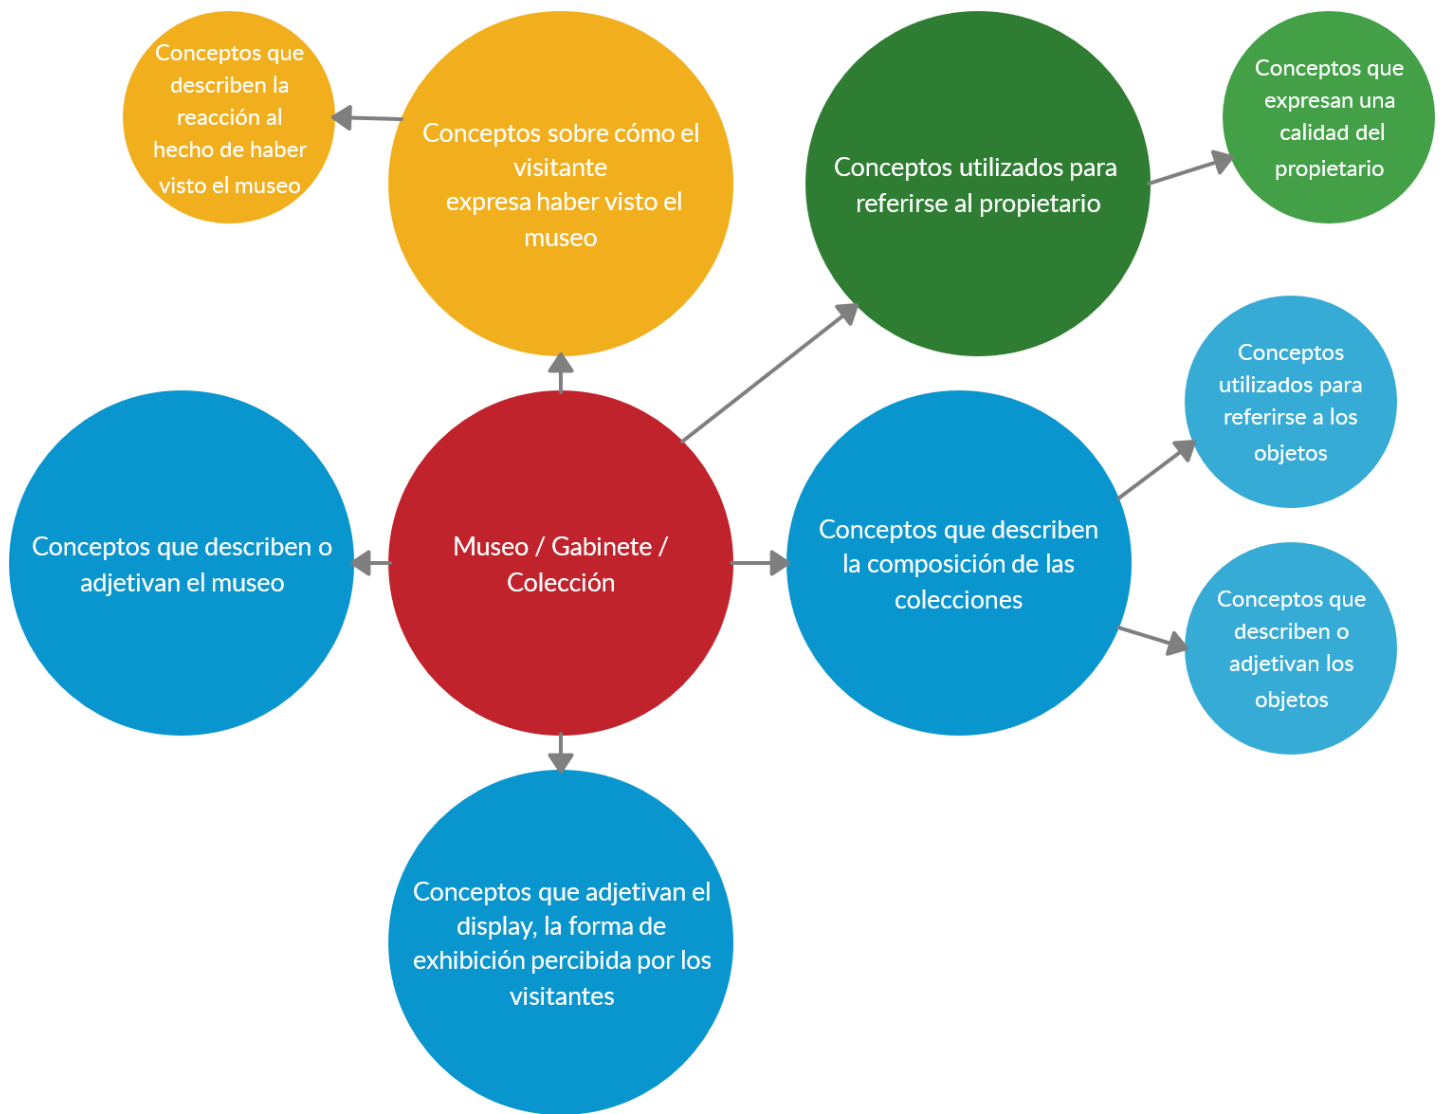 Conceptos que
describen la
reacción al
hecho de haber
visto el museo
Conceptos sobre cómo el
visitante
expresa haber visto el
museo
Conceptos utilizados para
referirse al propietario
Conceptos que
expresan una
calidad del
propietario
Conceptos
utilizados para
referirse a los
objetos
Conceptos que describen o
adjetivan el museo
Museo / Gabinete /
Colección
Conceptos que describen
la composición de las
colecciones
Conceptos que
describen o
adjetivan los
objetos
Conceptos que adjetivan el
display, la forma de
exhibición percibida por los
visitantes